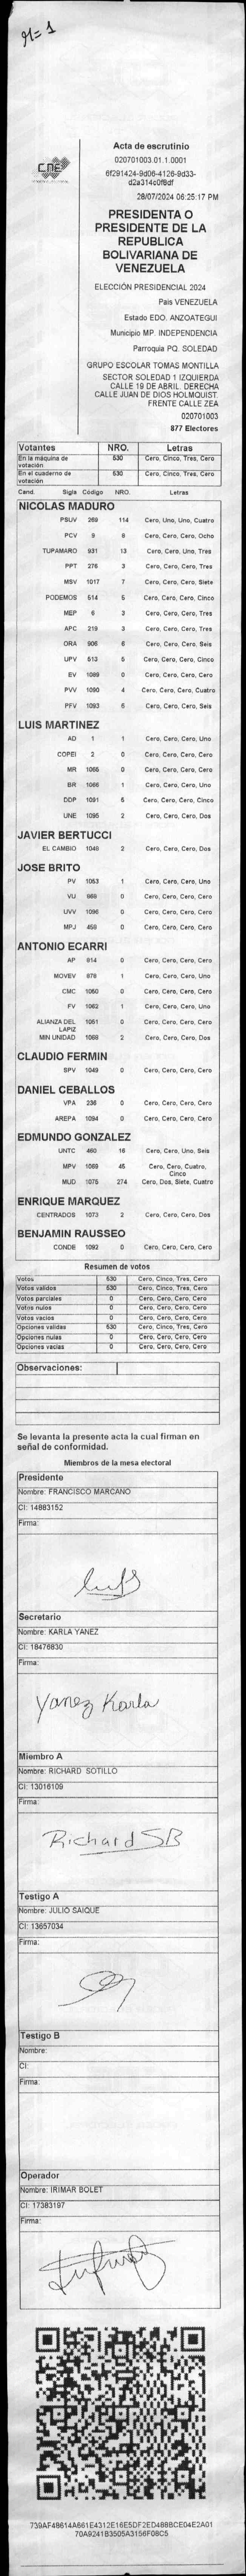 M=1
CNE
Acta de escrutinio
020701003.01.1.0001
6f291424-9d06-4126-9d33-
d2a314c0f8df
28/07/2024 06:25:17 PM
PRESIDENTA O
PRESIDENTE DE LA
REPUBLICA
BOLIVARIANA DE
VENEZUELA
ELECCIÓN PRESIDENCIAL 2024
País VENEZUELA
Estado EDO. ANZOATEGUI
Municipio MP. INDEPENDENCIA
Parroquia PQ. SOLEDAD
GRUPO ESCOLAR TOMAS MONTILLA
SECTOR SOLEDAD 1 IZQUIERDA
CALLE 19 DE ABRIL. DERECHA
CALLE JUAN DE DIOS HOLMQUIST.
FRENTE CALLE ZEA
020701003
877 Electores
Votantes NRO. Letras
En la máquina de votación 530 Cero, Cinco, Tres, Cero
En el cuaderno de votación 530 Cero, Cinco, Tres, Cero
Cand. Sigla Código NRO. Letras
NICOLAS MADURO
PSUV 269 114 Cero, Uno, Uno, Cuatro
PCV 9 8 Cero, Cero, Cero, Ocho
TUPAMARO 931 13 Cero, Cero, Uno, Tres
PPT 276 3 Cero, Cero, Cero, Tres
MSV 1017 7 Cero, Cero, Cero, Siete
PODEMOS 514 5 Cero, Cero, Cero, Cinco
MEP 6 3 Cero, Cero, Cero, Tres
APC 219 3 Cero, Cero, Cero, Tres
ORA 906 6 Cero, Cero, Cero, Seis
UPV 513 5 Cero, Cero, Cero, Cinco
EV 1089 0 Cero, Cero, Cero, Cero
PVV 1090 4 Cero, Cero, Cero, Cuatro
PFV 1093 6 Cero, Cero, Cero, Seis
LUIS MARTINEZ
AD 1 1 Cero, Cero, Cero, Uno
COPEI 2 0 Cero, Cero, Cero, Cero
MR 1065 0 Cero, Cero, Cero, Cero
BR 1066 1 Cero, Cero, Cero, Uno
DDP 1091 5 Cero, Cero, Cero, Cinco
UNE 1095 2 Cero, Cero, Cero, Dos
JAVIER BERTUCCI
EL CAMBIO 1048 2 Cero, Cero, Cero, Dos
JOSE BRITO
PV 1053 1 Cero, Cero, Cero, Uno
VU 969 0 Cero, Cero, Cero, Cero
UVV 1096 0 Cero, Cero, Cero, Cero
MPJ 459 0 Cero, Cero, Cero, Cero
ANTONIO ECARRI
AP 914 0 Cero, Cero, Cero, Cero
MOVEV 978 1 Cero, Cero, Cero, Uno
CMC 1050 0 Cero, Cero, Cero, Cero
FV 1062 1 Cero, Cero, Cero, Uno
ALIANZA DEL LAPIZ 1051 0 Cero, Cero, Cero, Cero
MIN UNIDAD 1068 2 Cero, Cero, Cero, Dos
CLAUDIO FERMIN
SPV 1049 0 Cero, Cero, Cero, Cero
DANIEL CEBALLOS
VPA 236 0 Cero, Cero, Cero, Cero
AREPA 1094 0 Cero, Cero, Cero, Cero
EDMUNDO GONZALEZ
UNTC 460 16 Cero, Cero, Uno, Seis
MPV 1069 45 Cero, Cero, Cuatro, Cinco
MUD 1075 274 Cero, Dos, Siete, Cuatro
ENRIQUE MARQUEZ
CENTRADOS 1073 2 Cero, Cero, Cero, Dos
BENJAMIN RAUSSEO
CONDE 1092 0 Cero, Cero, Cero, Cero
Resumen de votos
Votos 530 Cero, Cinco, Tres, Cero
Votos validos 530 Cero, Cinco, Tres, Cero
Votos parciales 0 Cero, Cero, Cero, Cero
Votos nulos 0 Cero, Cero, Cero, Cero
Votos vacíos 0 Cero, Cero, Cero, Cero
Opciones validas 530 Cero, Cinco, Tres, Cero
Opciones nulas 0 Cero, Cero, Cero, Cero
Opciones vacías 0 Cero, Cero, Cero, Cero
Observaciones:
Se levanta la presente acta la cual firman en
señal de conformidad.
Miembros de la mesa electoral
Presidente
Nombre: FRANCISCO MARCANO
CI: 14883152
Firma:
Secretario
Nombre: KARLA YANEZ
CI: 18476830
Firma:
Yanez Karla
Miembro A
Nombre: RICHARD SOTILLO
CI: 13016109
Firma:
Richard SB
Testigo A
Nombre: JULIO SAIQUE
CI: 13657034
Firma:
Testigo B
Nombre:
CI:
Firma:
Operador
Nombre: IRIMAR BOLET
CI: 17383197
Firma:
739AF48614A661E4312E16E5DF2ED488BCE04E2A01
70A9241B3505A3156F08C5